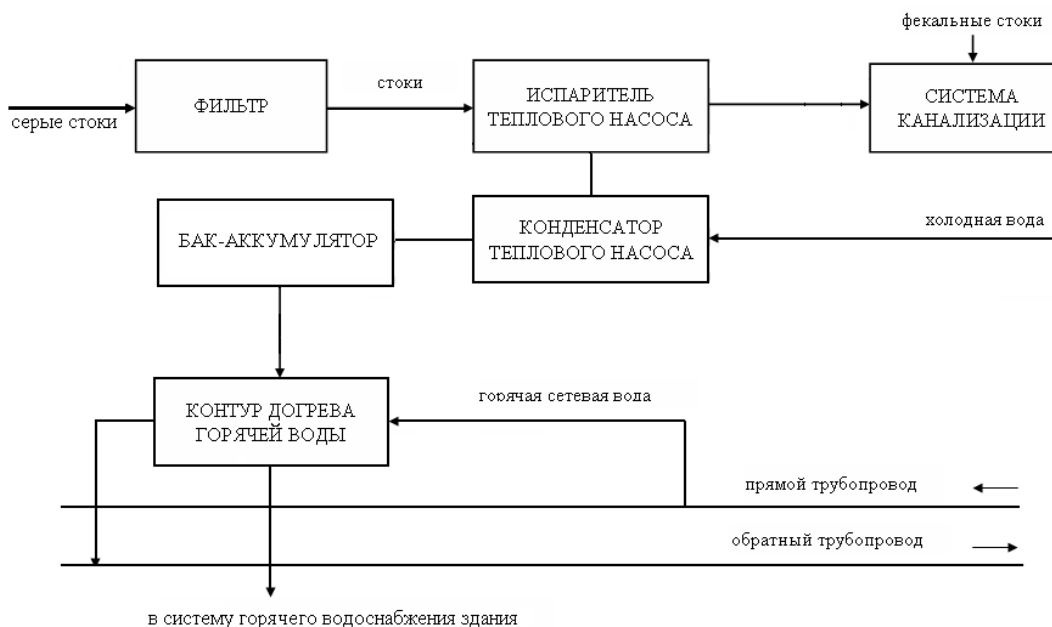 фекальные стоки
стоки
ФИЛЬТР
ИСПАРИТЕЛЬ
ТЕПЛОВОГО НАСОСА
СИСТЕМА
КАНАЛИЗАЦИИ
серые стоки
БАК-АККУМУЛЯТОР
КОНДЕНСАТОР
ТЕПЛОВОГО НАСОСА
холодная вода
КОНТУР ДОГРЕВА
ГОРЯЧЕЙ ВОДЫ
горячая сетевая вода
прямой трубопровод
обратный трубопровод
в систему горячего водоснабжения здания